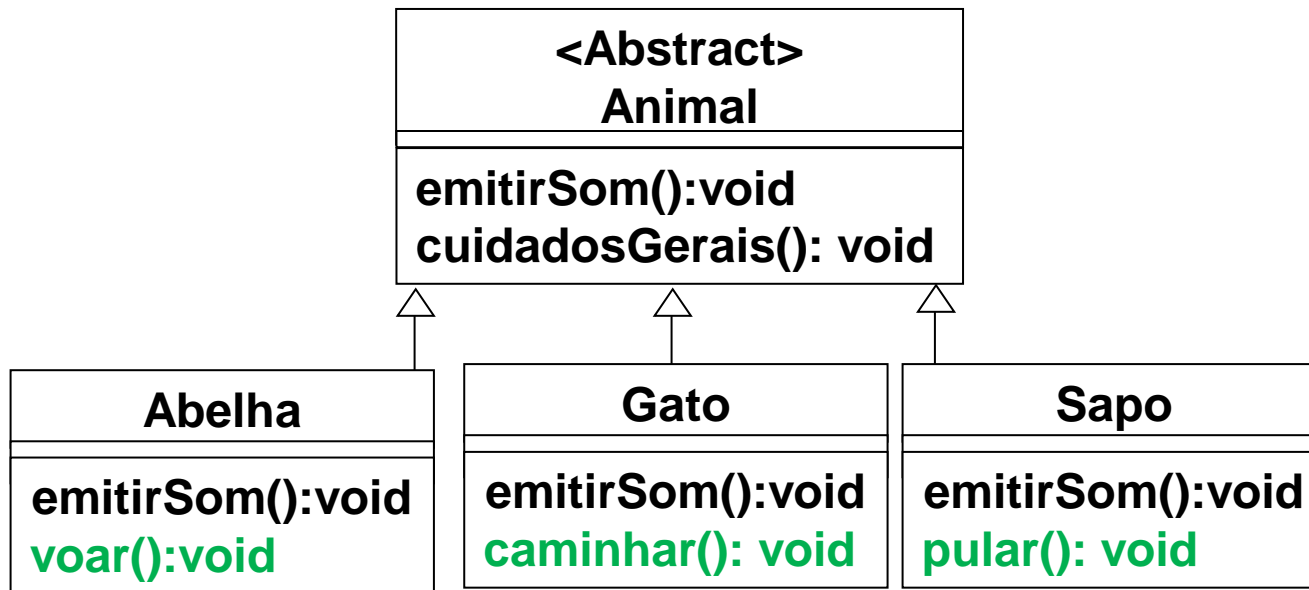 <Abstract>
Animal
emitirSom():void
cuidadosGerais(): void
Abelha
emitirSom():void
voar():void
Gato
emitirSom():void
caminhar(): void
Sapo
emitirSom():void
pular(): void